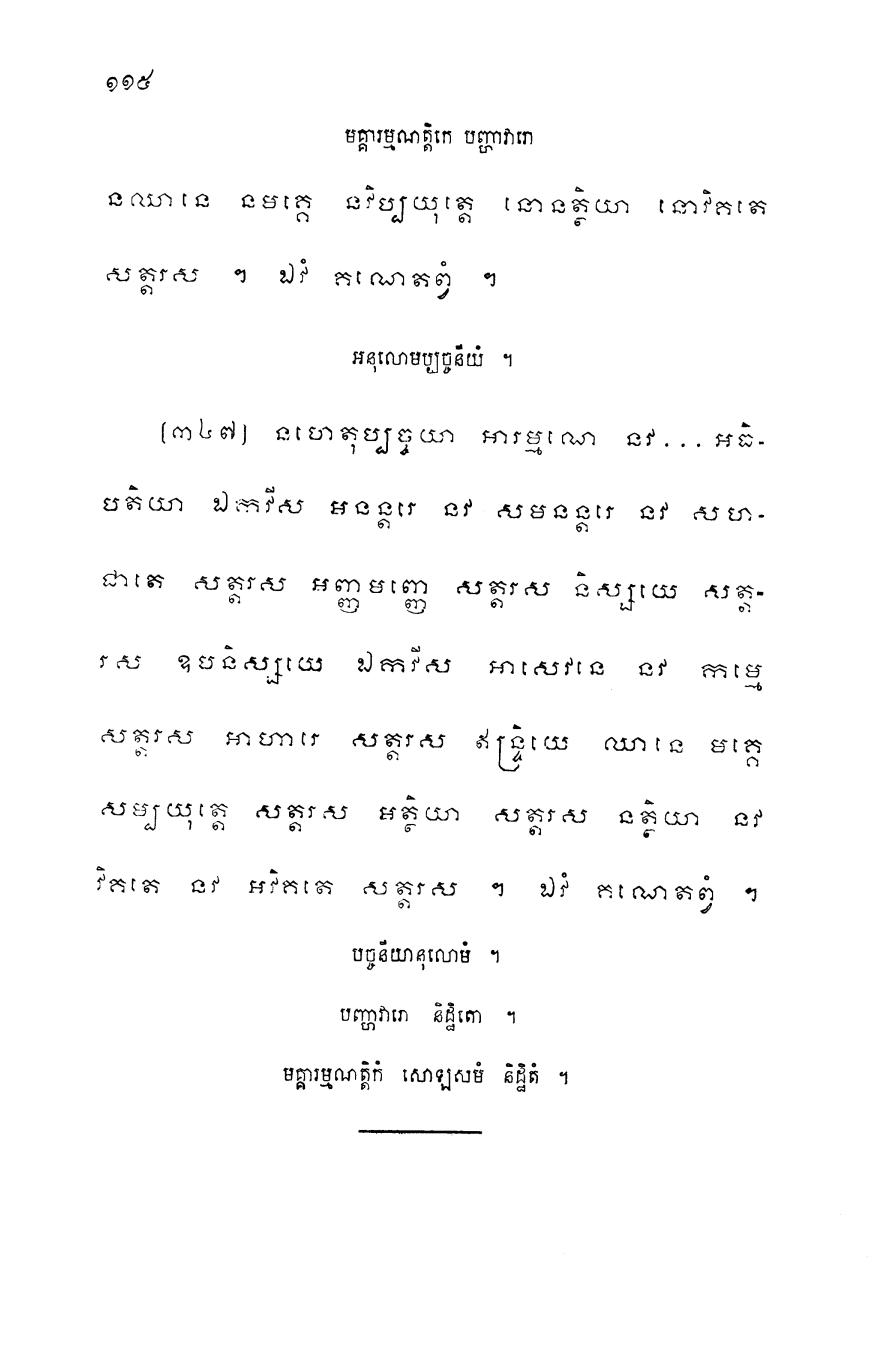 ១១៥
មគ្គារម្មណត្តិកេ បញ្ហាវារោ
នឈានេ នមគ្គេ នវិប្បយុត្តេ នោនត្ថិយា នោវិគតេ
សត្តរស ។ ឯវំ គណេតព្វំ ។
អនុលោមប្បច្ចនីយំ ។
[៣៤៧] នហេតុប្បច្ចយា អារម្មណេ នវ... អធិ-
បតិយា ឯកវីស អនន្តរេ នវ សមនន្តរេ នវ សហ-
ជាតេ សត្តរស អញ្ញមញ្ញេ សត្តរស និស្សយេ សត្ត-
រស ឧបនិស្សយេ ឯកវីស អាសេវនេ នវ កម្មេ
សត្តរស អាហារេ សត្តរស ឥន្ទ្រិយេ ឈានេ មគ្គេ
សម្បយុត្តេ សត្តរស អត្ថិយា សត្តរស នត្ថិយា នវ
វិគតេ នវ អវិគតេ សត្តរស ។ ឯវំ គណេតព្វំ ។
បច្ចនីយានុលោមំ ។
បញ្ហាវារោ និដ្ឋិតោ ។
មគ្គារម្មណត្តិកំ សោឡសមំ និដ្ឋិតំ ។